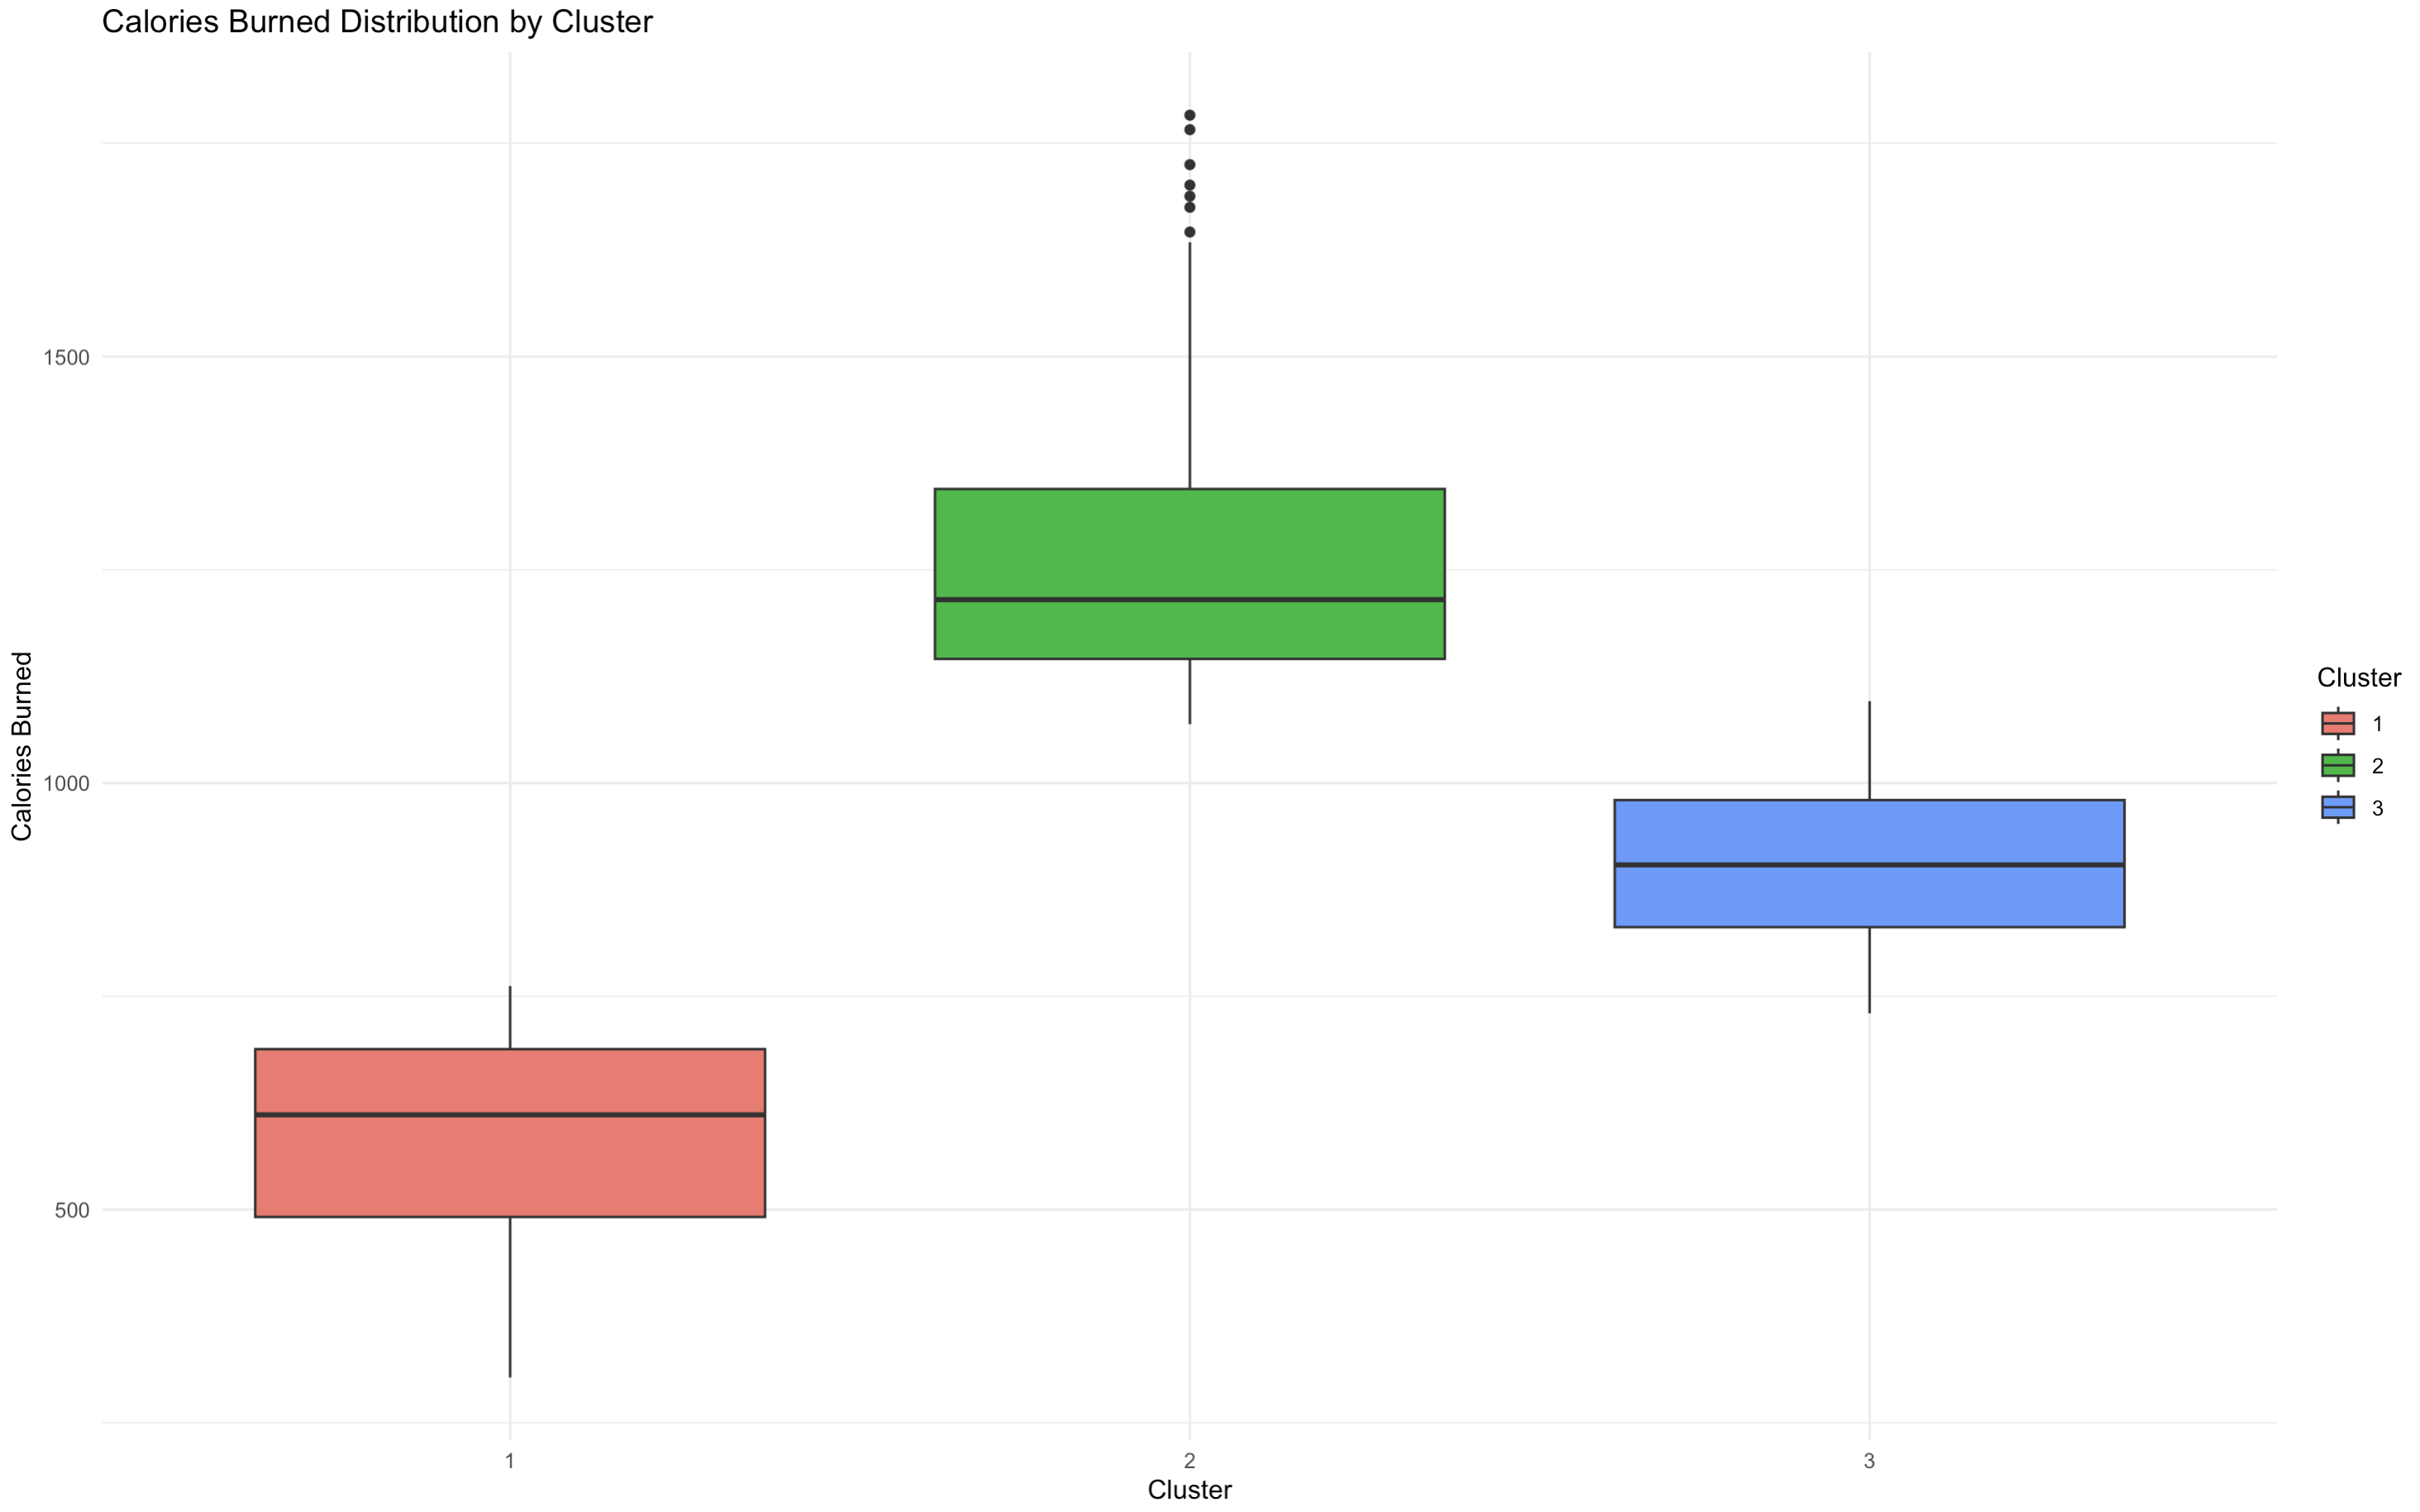 Calories Burned Distribution by Cluster
Calories Burned
1500
1000
500
1
2
3
Cluster
Cluster
1
2
3